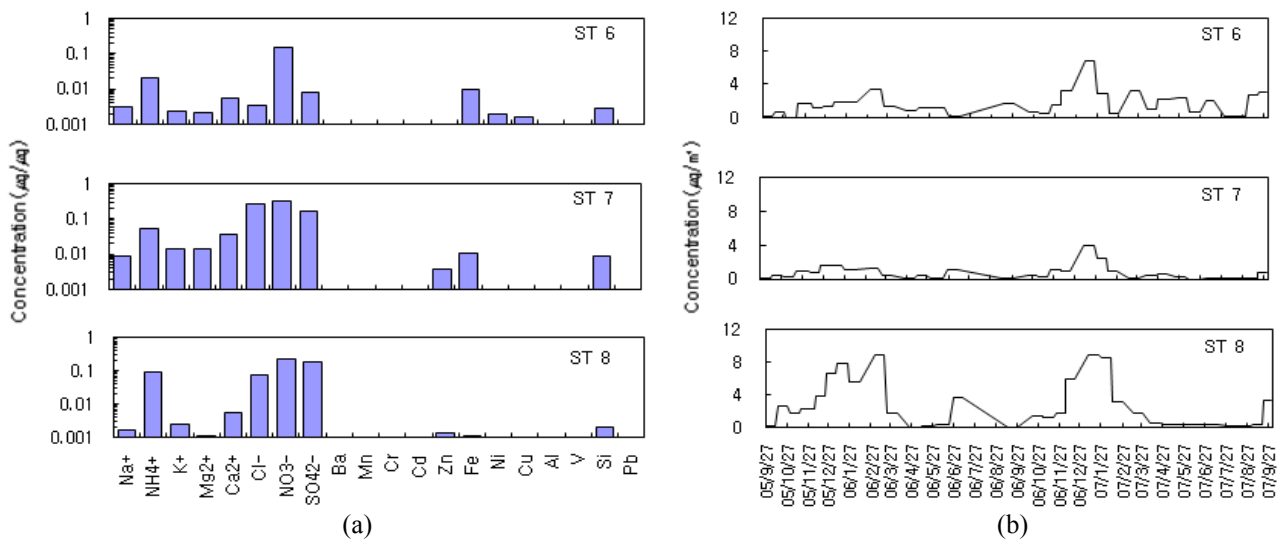 Concentration(㎍/㎍)
1
0.1
0.01
0.001
ST 6
1
0.1
0.01
0.001
ST 7
1
0.1
0.01
0.001
ST 8
Na+
NH4+
K+
Mg2+
Ca2+
Cl-
NO3-
SO42-
Ba
Mn
Cr
Cd
Zn
Fe
Ni
Cu
Al
V
Si
Pb
(a)
Concentration(㎍/㎥)
12
8
4
0
ST 6
12
8
4
0
ST 7
12
8
4
0
ST 8
05/9/27
05/10/27
05/11/27
05/12/27
06/1/27
06/2/27
06/3/27
06/4/27
06/5/27
06/6/27
06/7/27
06/8/27
06/9/27
06/10/27
06/11/27
06/12/27
07/1/27
07/2/27
07/3/27
07/4/27
07/5/27
07/6/27
07/7/27
07/8/27
07/9/27
(b)